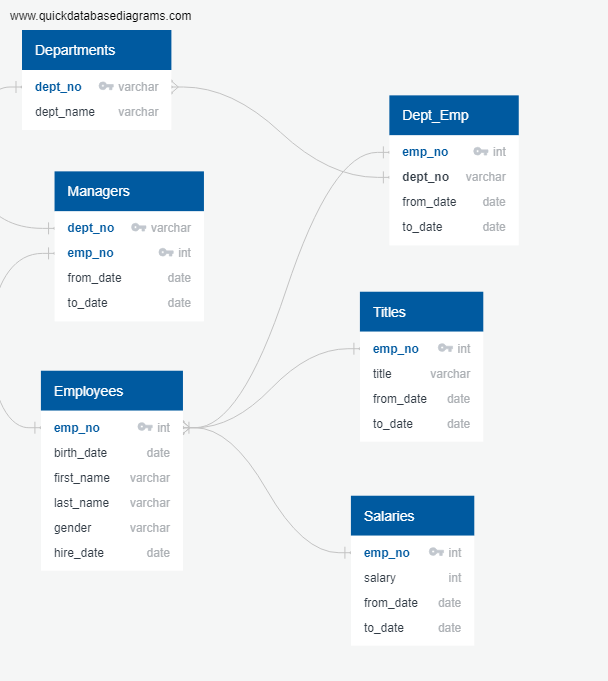 www.quickdatabasediagrams.com
Departments
dept_no varchar
dept_name varchar
Managers
dept_no varchar
emp_no int
from_date date
to_date date
Employees
emp_no int
birth_date date
first_name varchar
last_name varchar
gender varchar
hire_date date
Dept_Emp
emp_no int
dept_no varchar
from_date date
to_date date
Titles
emp_no int
title varchar
from_date date
to_date date
Salaries
emp_no int
salary int
from_date date
to_date date